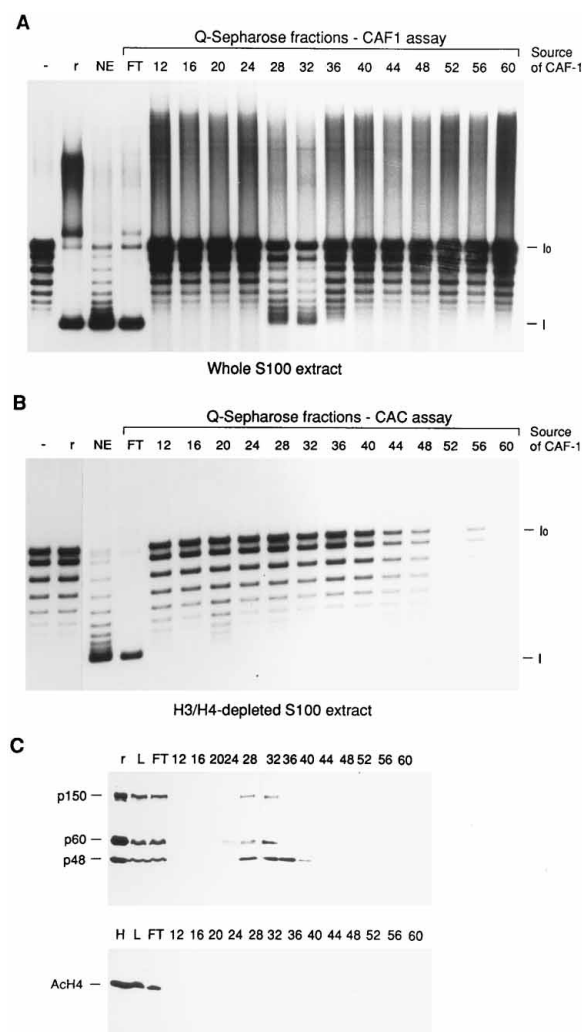 A
Q-Sepharose fractions - CAF1 assay
Source of CAF-1
- r NE FT 12 16 20 24 28 32 36 40 44 48 52 56 60
Io
I
Whole S100 extract
B
Q-Sepharose fractions - CAC assay
Source of CAF-1
- r NE FT 12 16 20 24 28 32 36 40 44 48 52 56 60
Io
I
H3/H4-depleted S100 extract
C
r L FT 12 16 20 24 28 32 36 40 44 48 52 56 60
p150
p60
p48
H L FT 12 16 20 24 28 32 36 40 44 48 52 56 60
AcH4